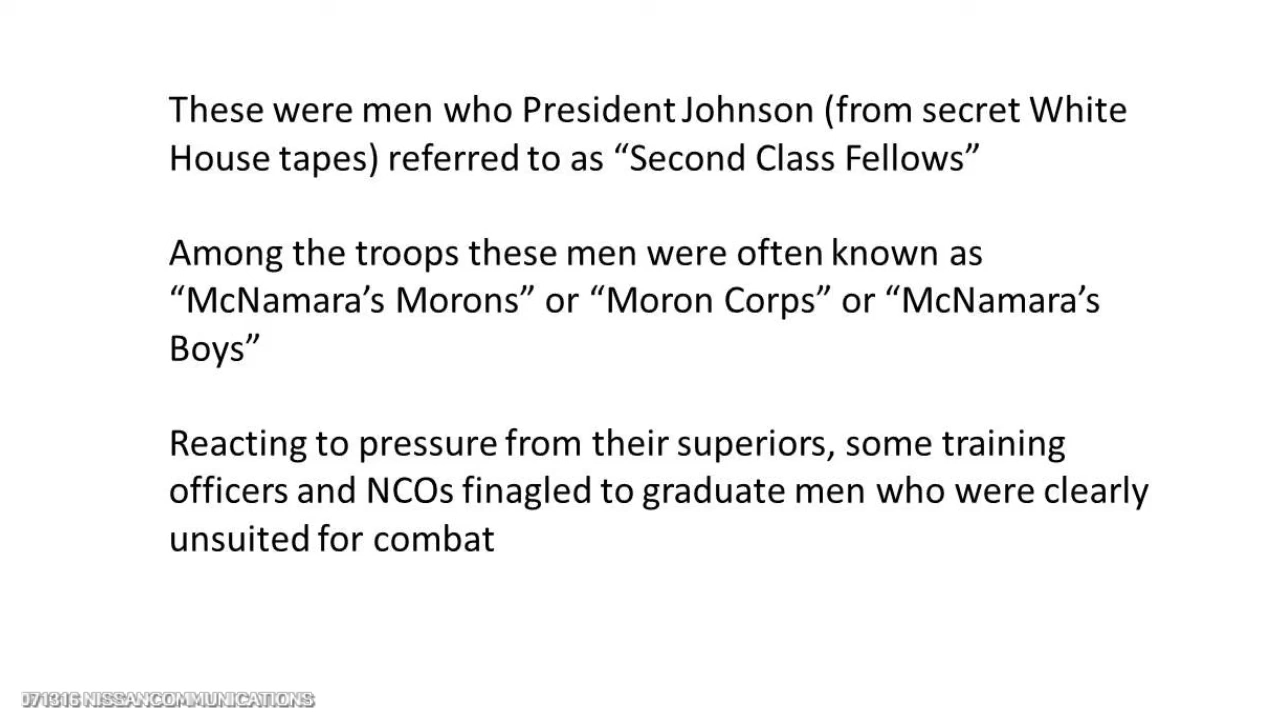 These were men who President Johnson (from secret White
House tapes) referred to as “Second Class Fellows”
Among the troops these men were often known as
“McNamara’s Morons” or “Moron Corps” or “McNamara’s
Boys”
Reacting to pressure from their superiors, some training
officers and NCOs finagled to graduate men who were clearly
unsuited for combat
071316 NISSANCOMMUNICATIONS